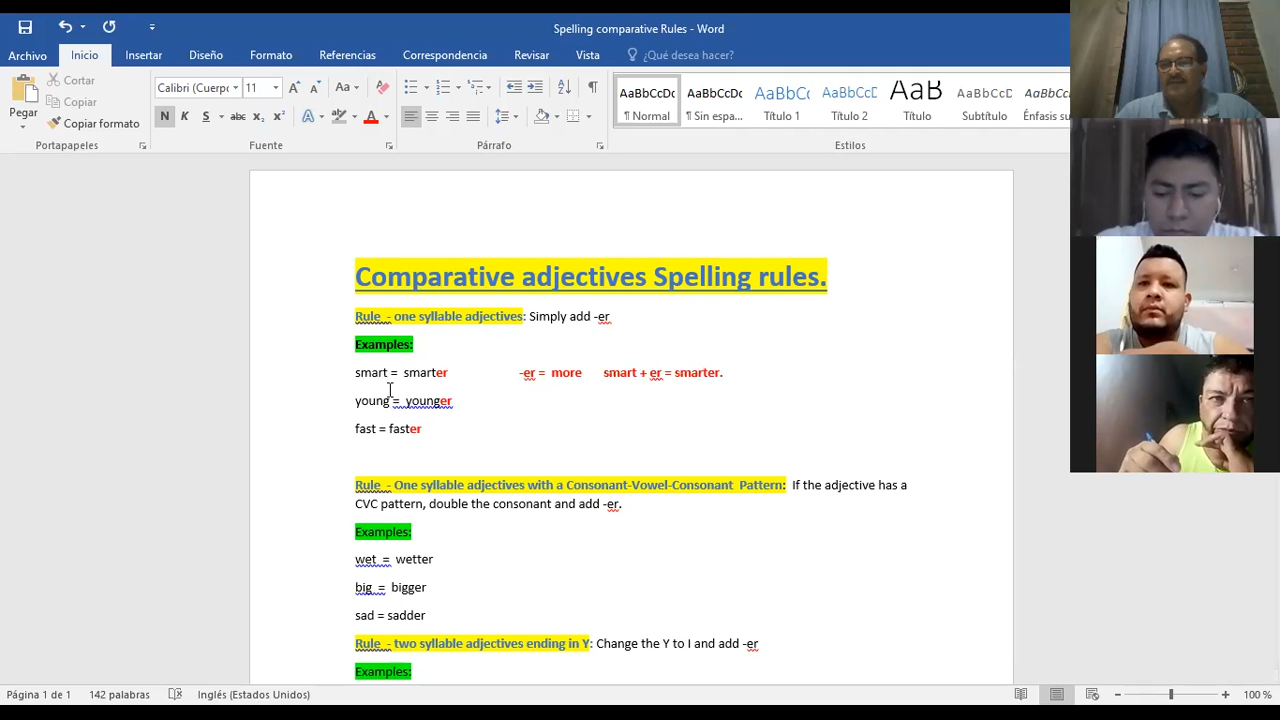 Spelling comparative Rules - Word
Archivo Inicio Insertar Diseño Formato Referencias Correspondencia Revisar Vista ¿Qué desea hacer?
Pegar
Cortar
Copiar
Copiar formato
Portapapeles
Calibri (Cuerpo 11
Fuente
Párrafo
AaBbCcDc AaBbCcDc AaBbCc AaBbCcD AaB AaBbCcD
¶ Normal ¶ Sin espa... Título 1 Título 2 Título Subtítulo Énfasis su
Estilos
Comparative adjectives Spelling rules.
Rule - one syllable adjectives: Simply add -er
Examples:
smart = smarter -er = more smart + er = smarter.
young = younger
fast = faster
Rule - One syllable adjectives with a Consonant-Vowel-Consonant Pattern: If the adjective has a
CVC pattern, double the consonant and add -er.
Examples:
wet = wetter
big = bigger
sad = sadder
Rule - two syllable adjectives ending in Y: Change the Y to I and add -er
Examples:
Página 1 de 1 142 palabras Inglés (Estados Unidos) 100 %